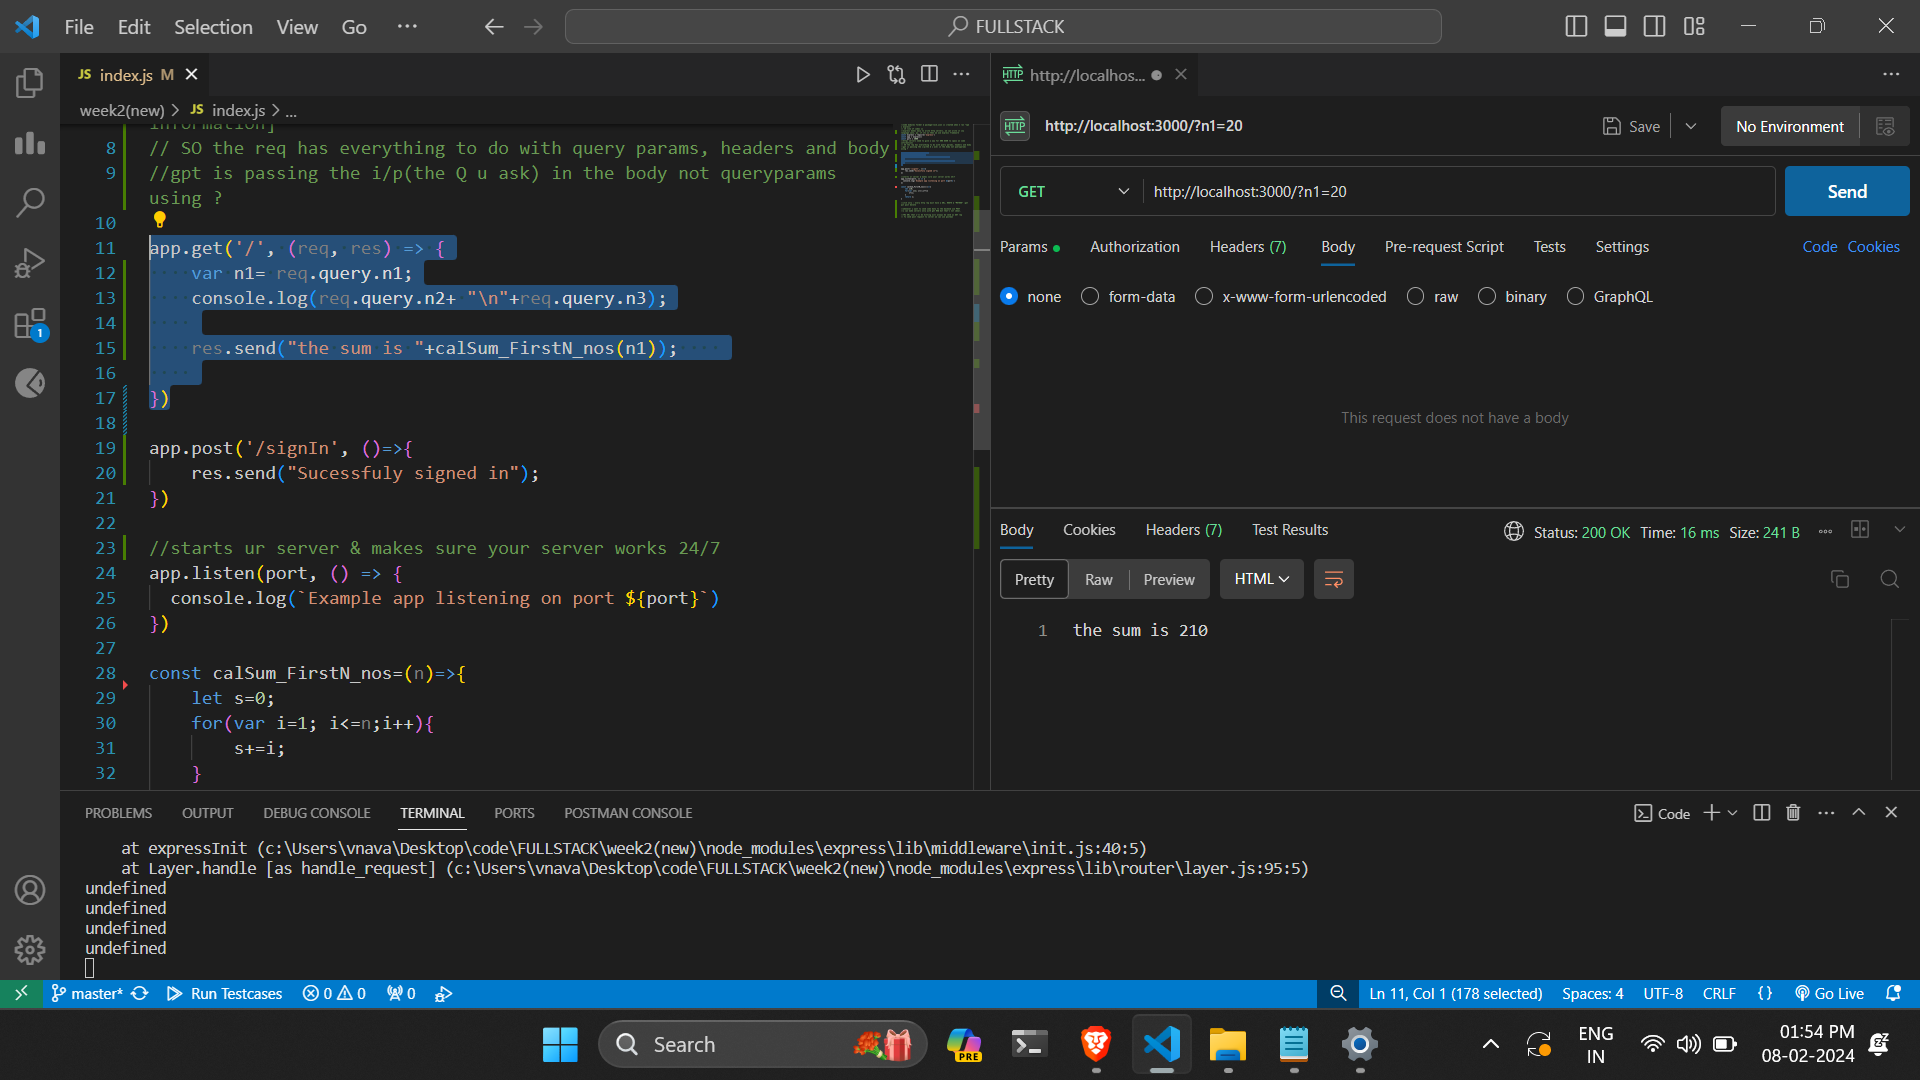 File Edit Selection View Go ···
FULLSTACK
JS index.js M
week2(new) > JS index.js > ...
information]
8 // SO the req has everything to do with query params, headers and body
9 //gpt is passing the i/p(the Q u ask) in the body not queryparams
using ?
10
11 app.get('/', (req, res) => {
12 var n1= req.query.n1;
13 console.log(req.query.n2+ "\n"+req.query.n3);
14
15 res.send("the sum is "+calSum_FirstN_nos(n1));
16
17 })
18
19 app.post('/signIn', ()=>{
20 res.send("Sucessfuly signed in");
21 })
22
23 //starts ur server & makes sure your server works 24/7
24 app.listen(port, () => {
25 console.log(`Example app listening on port ${port}`)
26 })
27
28 const calSum_FirstN_nos=(n)=>{
29 let s=0;
30 for(var i=1; i<=n;i++){
31 s+=i;
32 }
HTTP http://localhos...
HTTP http://localhost:3000/?n1=20 Save No Environment
GET http://localhost:3000/?n1=20 Send
Params Authorization Headers (7) Body Pre-request Script Tests Settings Code Cookies
none form-data x-www-form-urlencoded raw binary GraphQL
This request does not have a body
Body Cookies Headers (7) Test Results Status: 200 OK Time: 16 ms Size: 241 B
Pretty Raw Preview HTML
1 the sum is 210
PROBLEMS OUTPUT DEBUG CONSOLE TERMINAL PORTS POSTMAN CONSOLE Code
at expressInit (c:\Users\vnava\Desktop\code\FULLSTACK\week2(new)\node_modules\express\lib\middleware\init.js:40:5)
at Layer.handle [as handle_request] (c:\Users\vnava\Desktop\code\FULLSTACK\week2(new)\node_modules\express\lib\router\layer.js:95:5)
undefined
undefined
undefined
undefined
1
master* Run Testcases 0 0 0 Ln 11, Col 1 (178 selected) Spaces: 4 UTF-8 CRLF {} Go Live
Search
PRE
ENG
IN
01:54 PM
08-02-2024